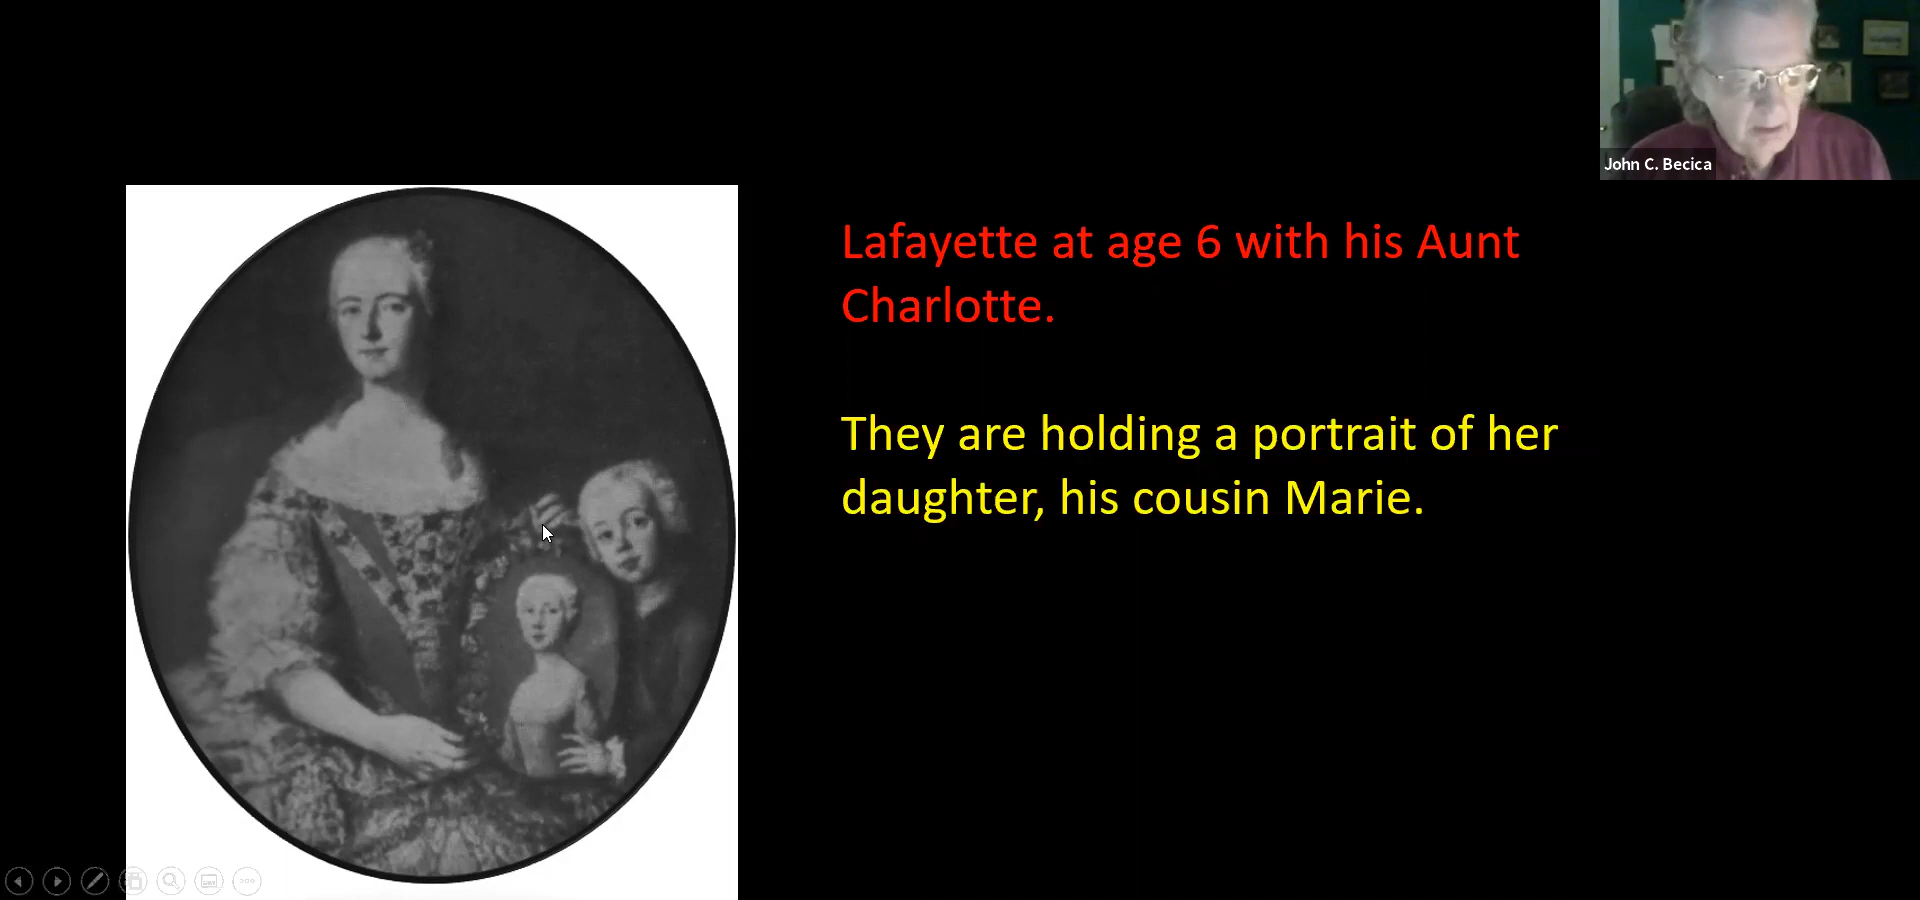 John C. Becica
Lafayette at age 6 with his Aunt
Charlotte.
They are holding a portrait of her
daughter, his cousin Marie.